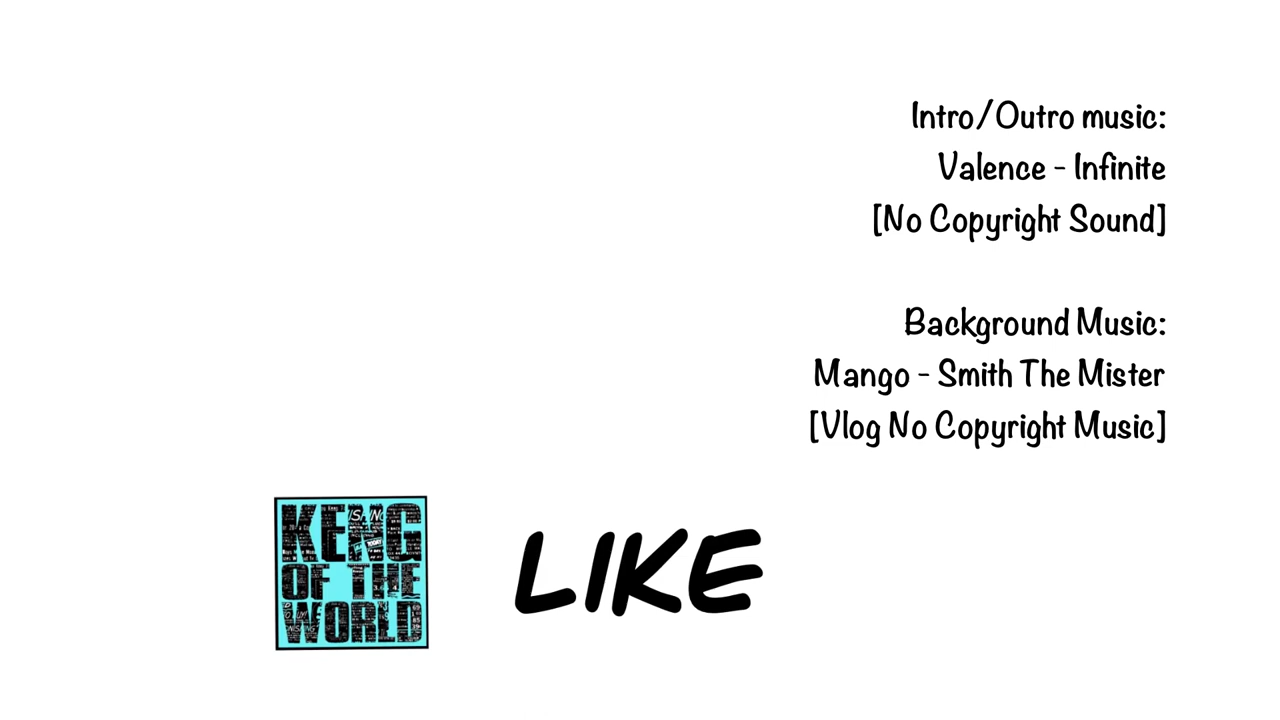 Intro/Outro music:
Valence - Infinite
[No Copyright Sound]
Background Music:
Mango - Smith The Mister
[Vlog No Copyright Music]
KENG
OF THE
WORLD
LIKE